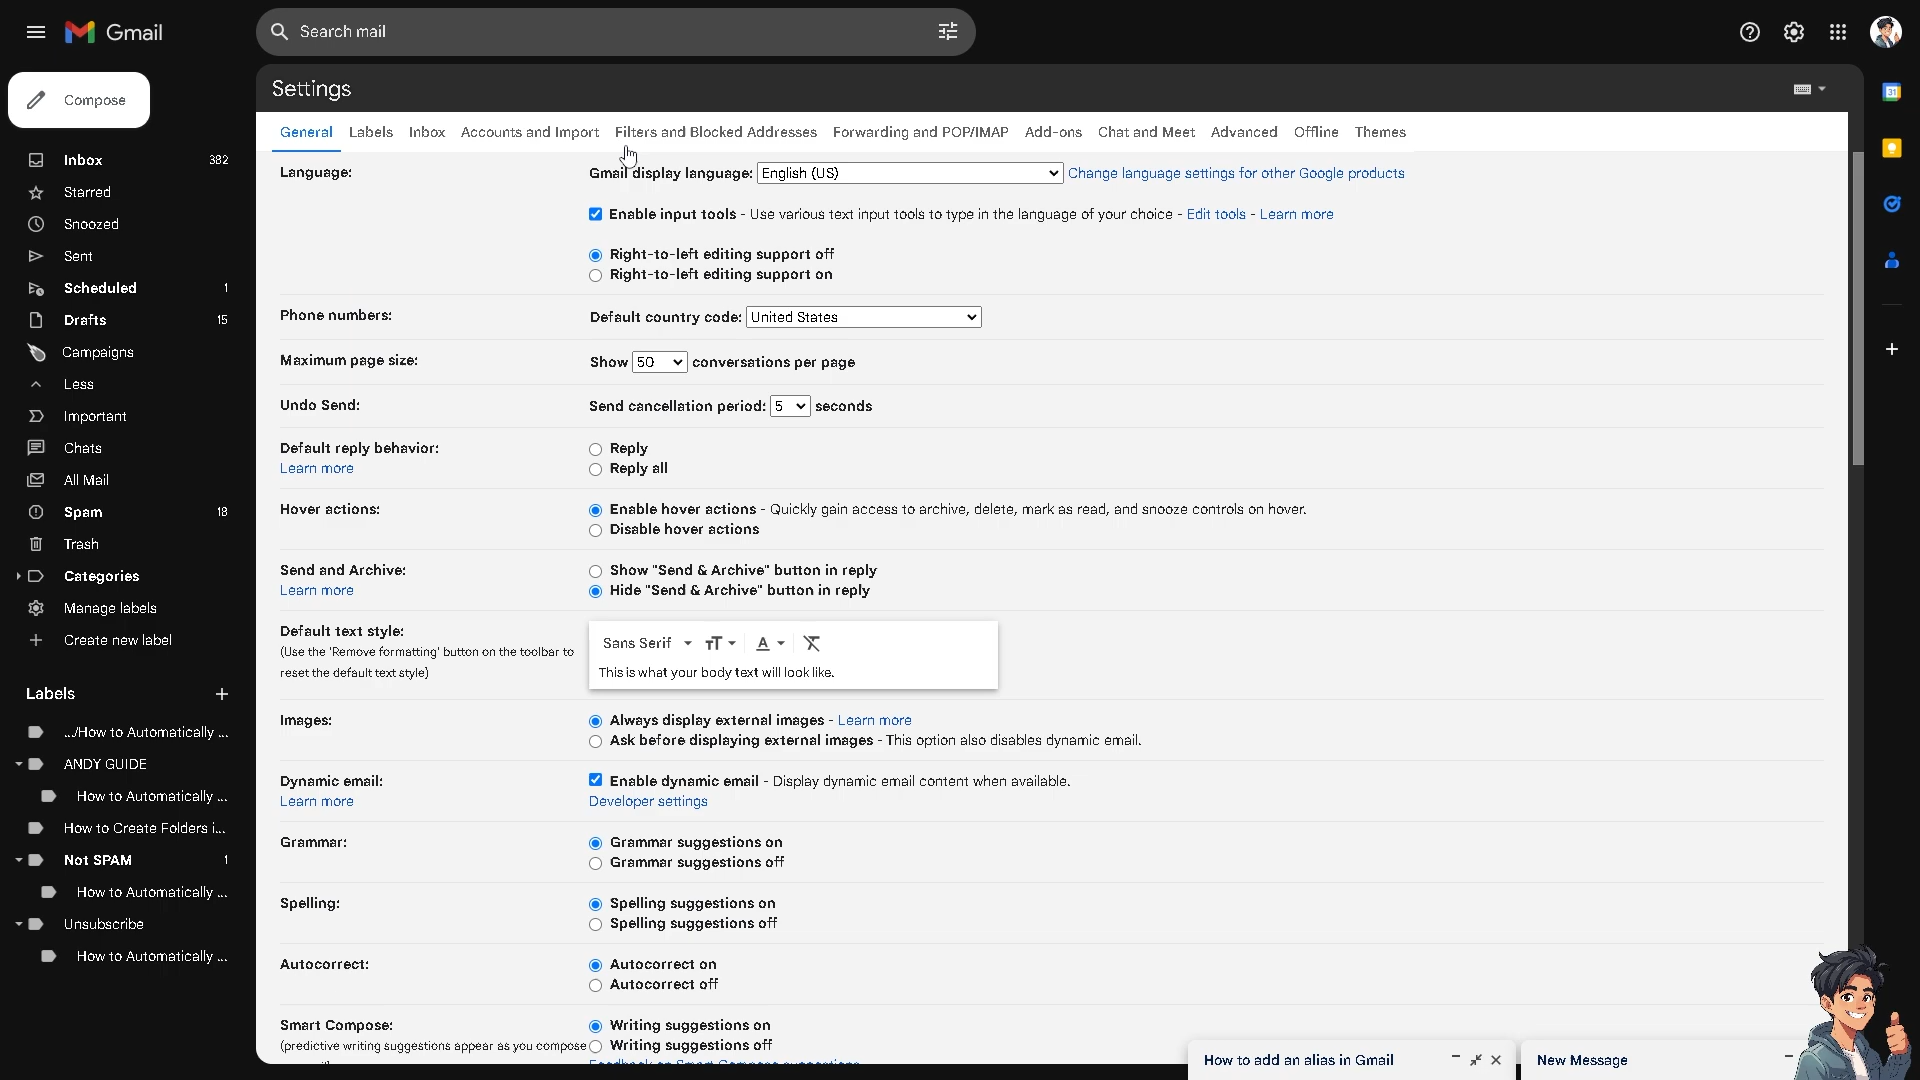 Gmail
Search mail
Compose
Inbox 382
Starred
Snoozed
Sent
Scheduled 1
Drafts 15
Campaigns
Less
Important
Chats
All Mail
Spam 18
Trash
Categories
Manage labels
Create new label
Labels
.../How to Automatically ...
ANDY GUIDE
How to Automatically ...
How to Create Folders i...
Not SPAM 1
How to Automatically ...
Unsubscribe
How to Automatically ...
Settings
General Labels Inbox Accounts and Import Filters and Blocked Addresses Forwarding and POP/IMAP Add-ons Chat and Meet Advanced Offline Themes
Language: Gmail display language: English (US) Change language settings for other Google products
Enable input tools - Use various text input tools to type in the language of your choice - Edit tools - Learn more
Right-to-left editing support off
Right-to-left editing support on
Phone numbers: Default country code: United States
Maximum page size: Show 50 conversations per page
Undo Send: Send cancellation period: 5 seconds
Default reply behavior: Reply
Learn more Reply all
Hover actions: Enable hover actions - Quickly gain access to archive, delete, mark as read, and snooze controls on hover.
Disable hover actions
Send and Archive: Show "Send & Archive" button in reply
Learn more Hide "Send & Archive" button in reply
Default text style: Sans Serif
(Use the 'Remove formatting' button on the toolbar to
reset the default text style) This is what your body text will look like.
Images: Always display external images - Learn more
Ask before displaying external images - This option also disables dynamic email.
Dynamic email: Enable dynamic email - Display dynamic email content when available.
Learn more Developer settings
Grammar: Grammar suggestions on
Grammar suggestions off
Spelling: Spelling suggestions on
Spelling suggestions off
Autocorrect: Autocorrect on
Autocorrect off
Smart Compose: Writing suggestions on
(predictive writing suggestions appear as you compose Writing suggestions off
Feedback on Smart Compose suggestions
How to add an alias in Gmail New Message
31